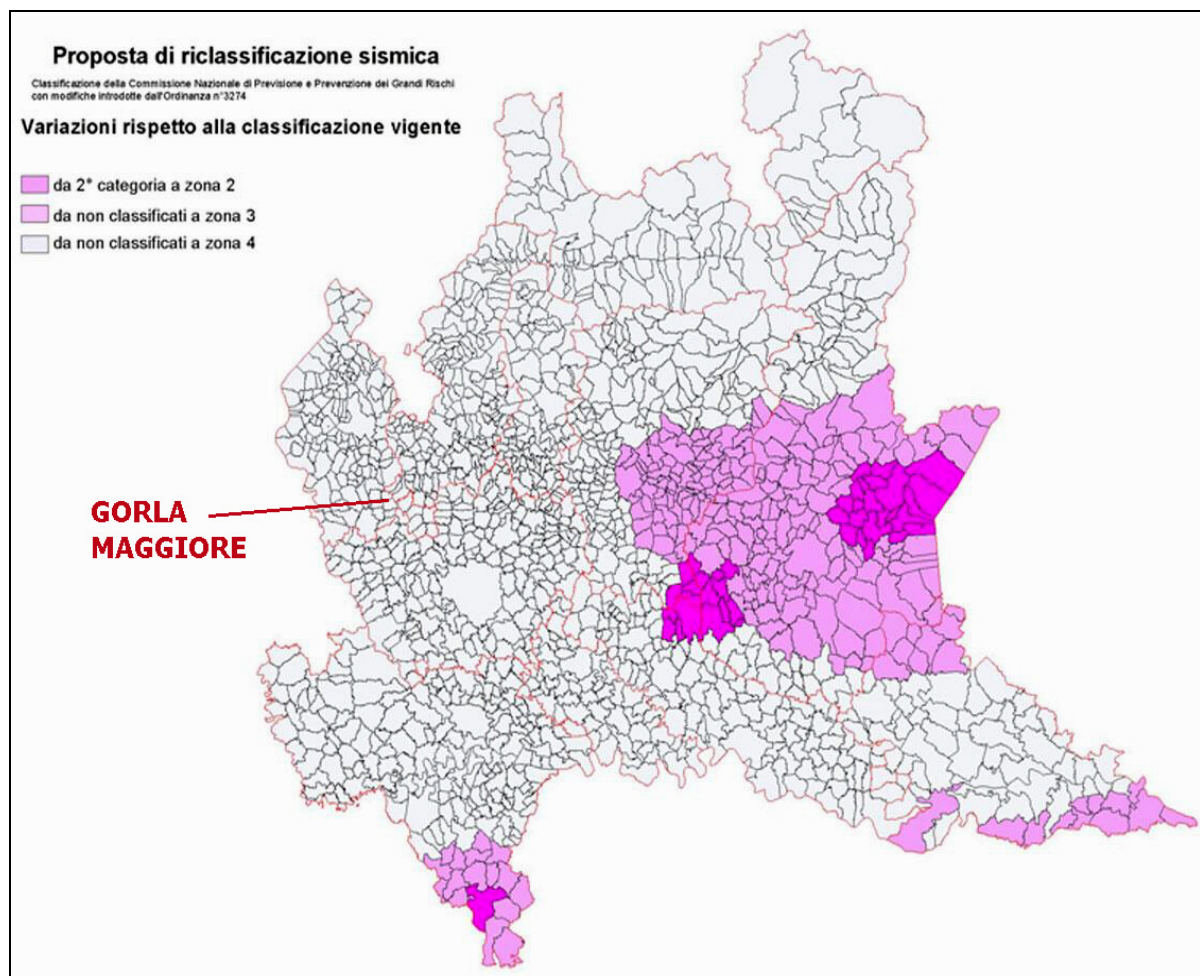 Proposta di riclassificazione sismica
Classificazione della Commissione Nazionale di Previsione e Prevenzione dei Grandi Rischi
con modifiche introdotte dall'Ordinanza n°3274
Variazioni rispetto alla classificazione vigente
da 2° categoria a zona 2
da non classificati a zona 3
da non classificati a zona 4
GORLA
MAGGIORE